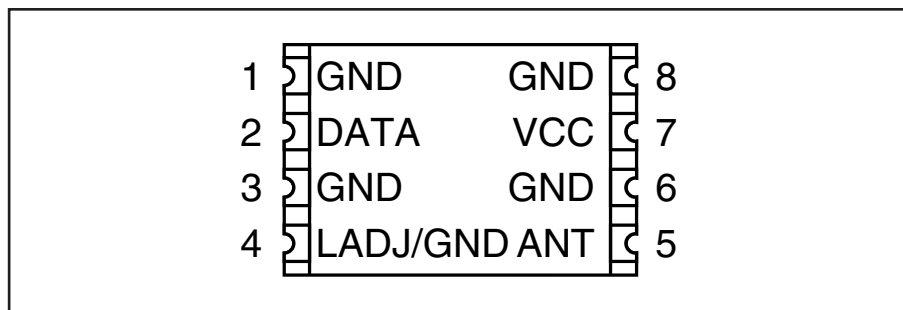 1 GND GND 8
2 DATA VCC 7
3 GND GND 6
4 LADJ/GND ANT 5